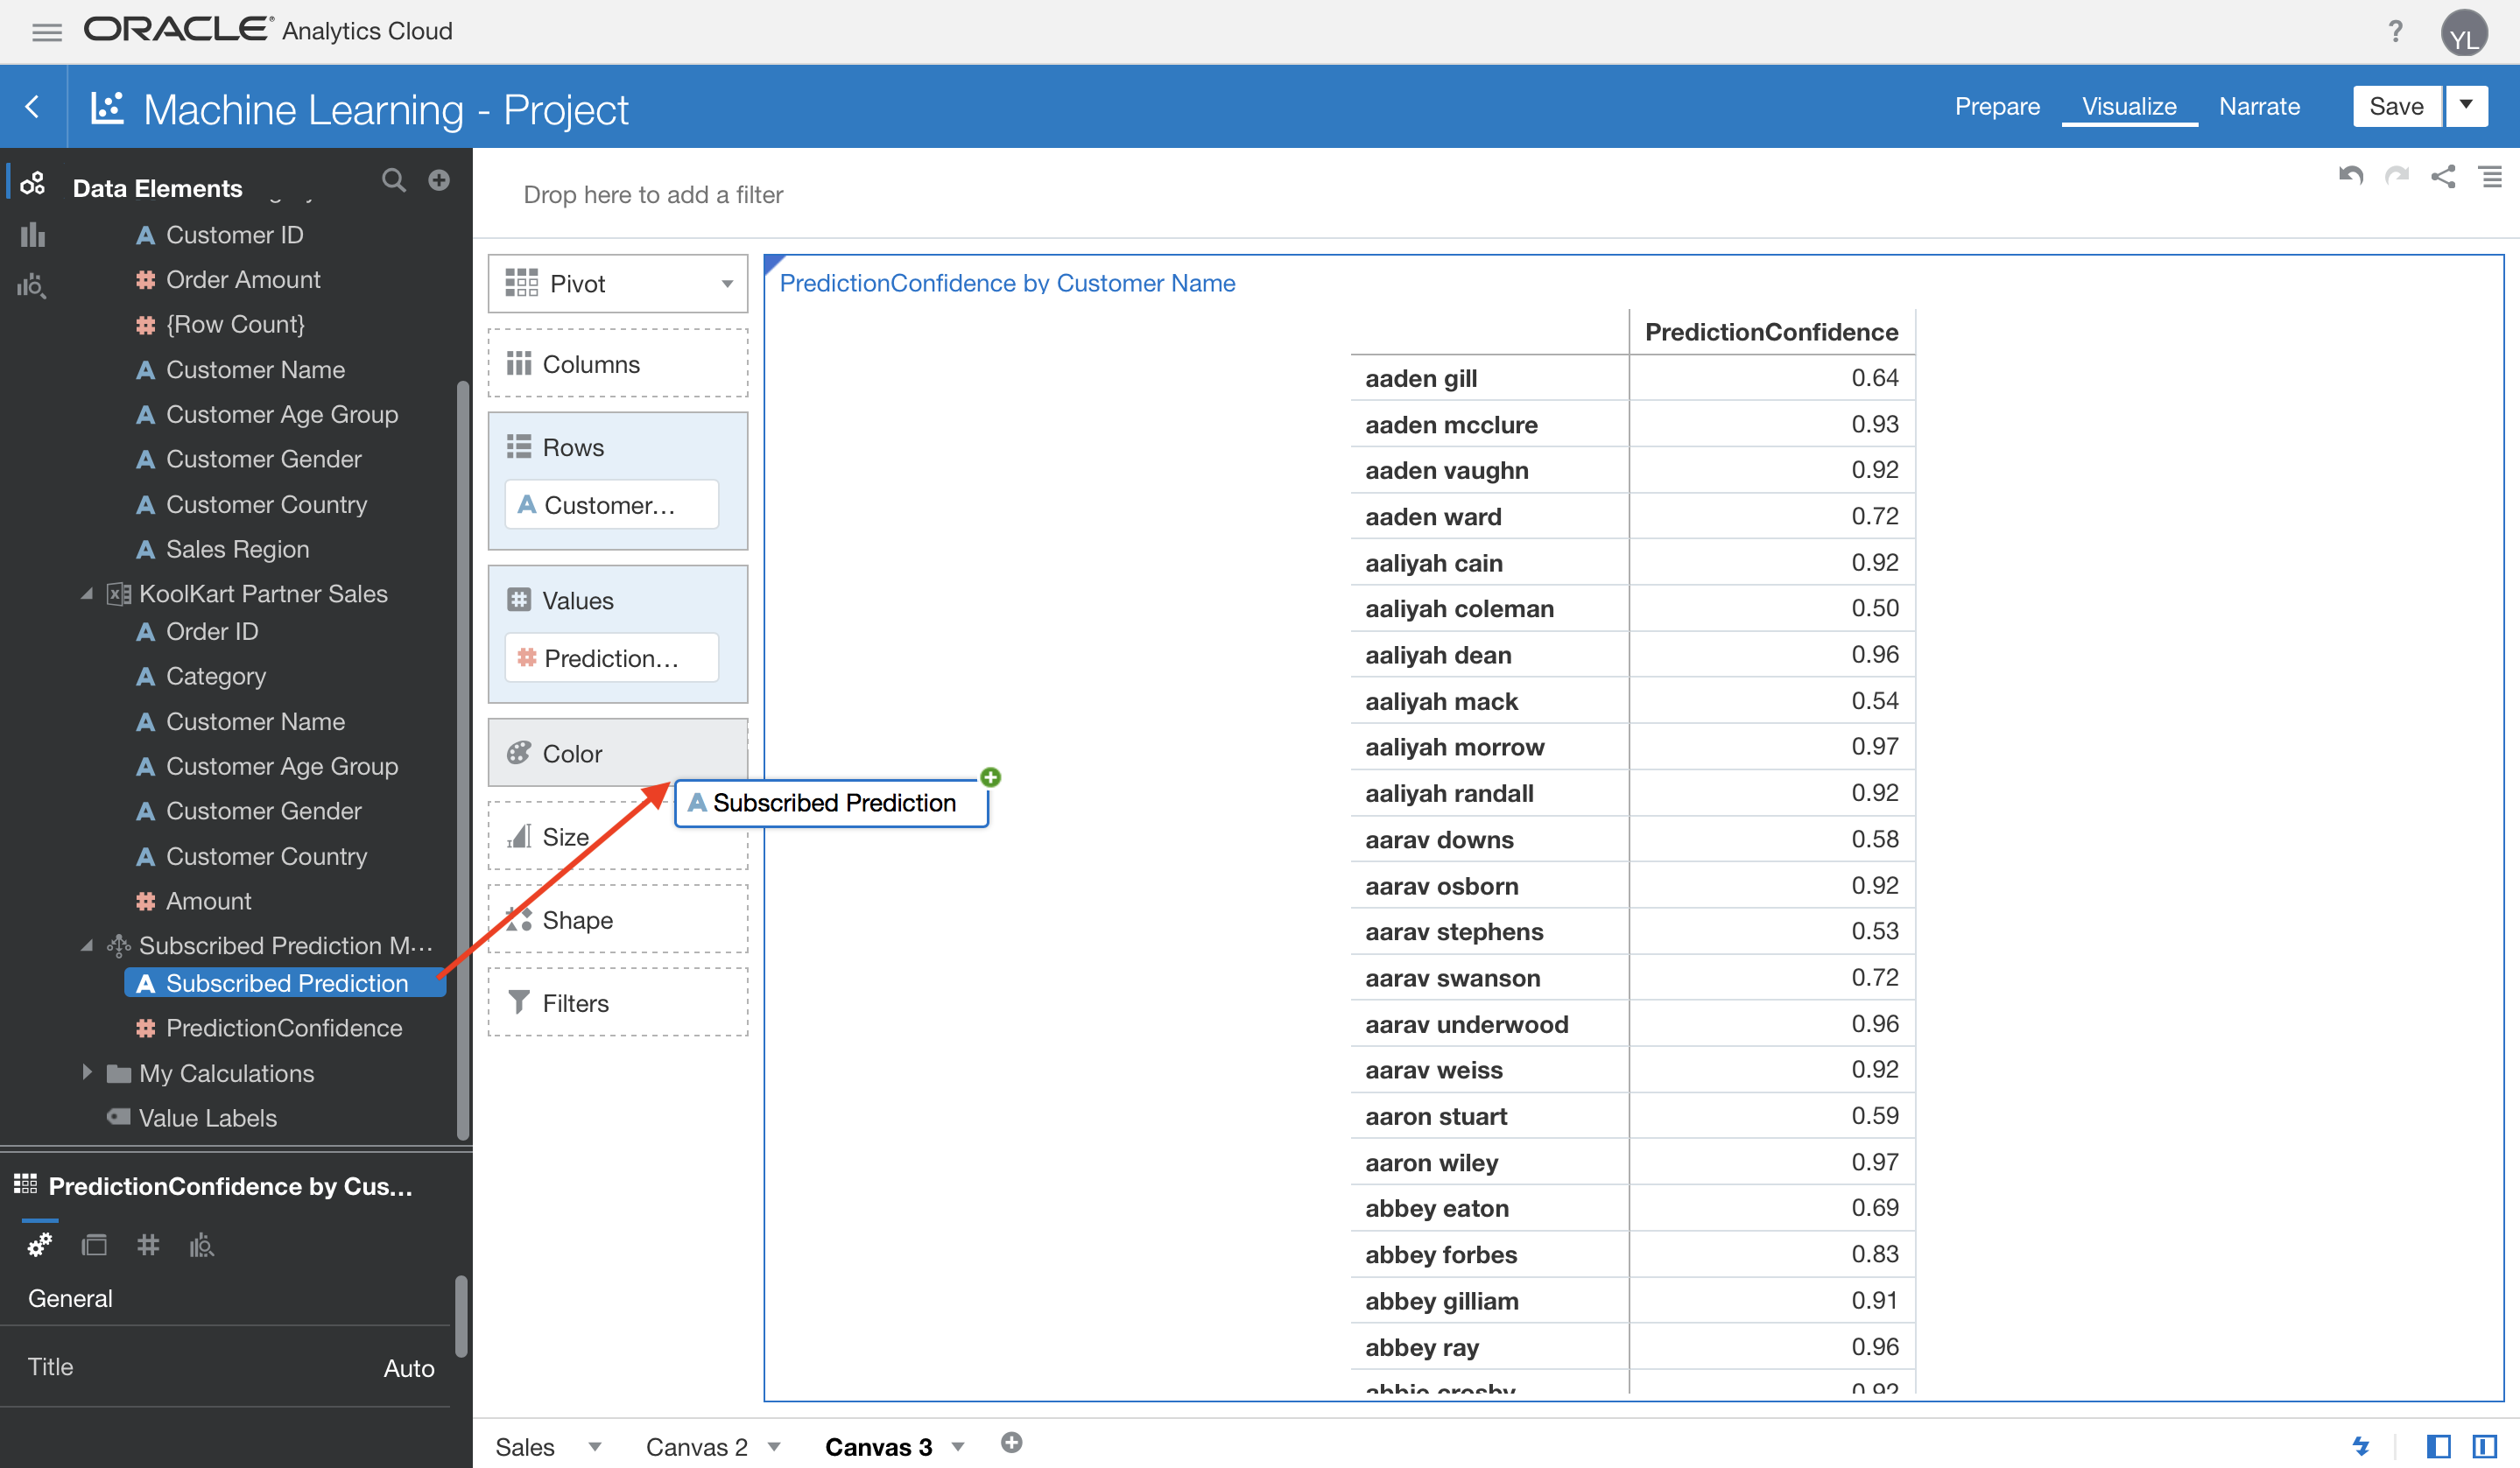 ORACLE® Analytics Cloud
?
YL
Machine Learning - Project
Prepare
Visualize
Narrate
Save
Data Elements
A Customer ID
# Order Amount
# {Row Count}
A Customer Name
A Customer Age Group
A Customer Gender
A Customer Country
A Sales Region
KoolKart Partner Sales
A Order ID
A Category
A Customer Name
A Customer Age Group
A Customer Gender
A Customer Country
# Amount
Subscribed Prediction M...
A Subscribed Prediction
# PredictionConfidence
My Calculations
Value Labels
PredictionConfidence by Cus...
General
Title Auto
Drop here to add a filter
Pivot
Columns
Rows
A Customer...
Values
# Prediction...
Color
A Subscribed Prediction
Size
Shape
Filters
PredictionConfidence by Customer Name
PredictionConfidence
aaden gill 0.64
aaden mcclure 0.93
aaden vaughn 0.92
aaden ward 0.72
aaliyah cain 0.92
aaliyah coleman 0.50
aaliyah dean 0.96
aaliyah mack 0.54
aaliyah morrow 0.97
aaliyah randall 0.92
aarav downs 0.58
aarav osborn 0.92
aarav stephens 0.53
aarav swanson 0.72
aarav underwood 0.96
aarav weiss 0.92
aaron stuart 0.59
aaron wiley 0.97
abbey eaton 0.69
abbey forbes 0.83
abbey gilliam 0.91
abbey ray 0.96
abbie crosby 0.92
Sales
Canvas 2
Canvas 3